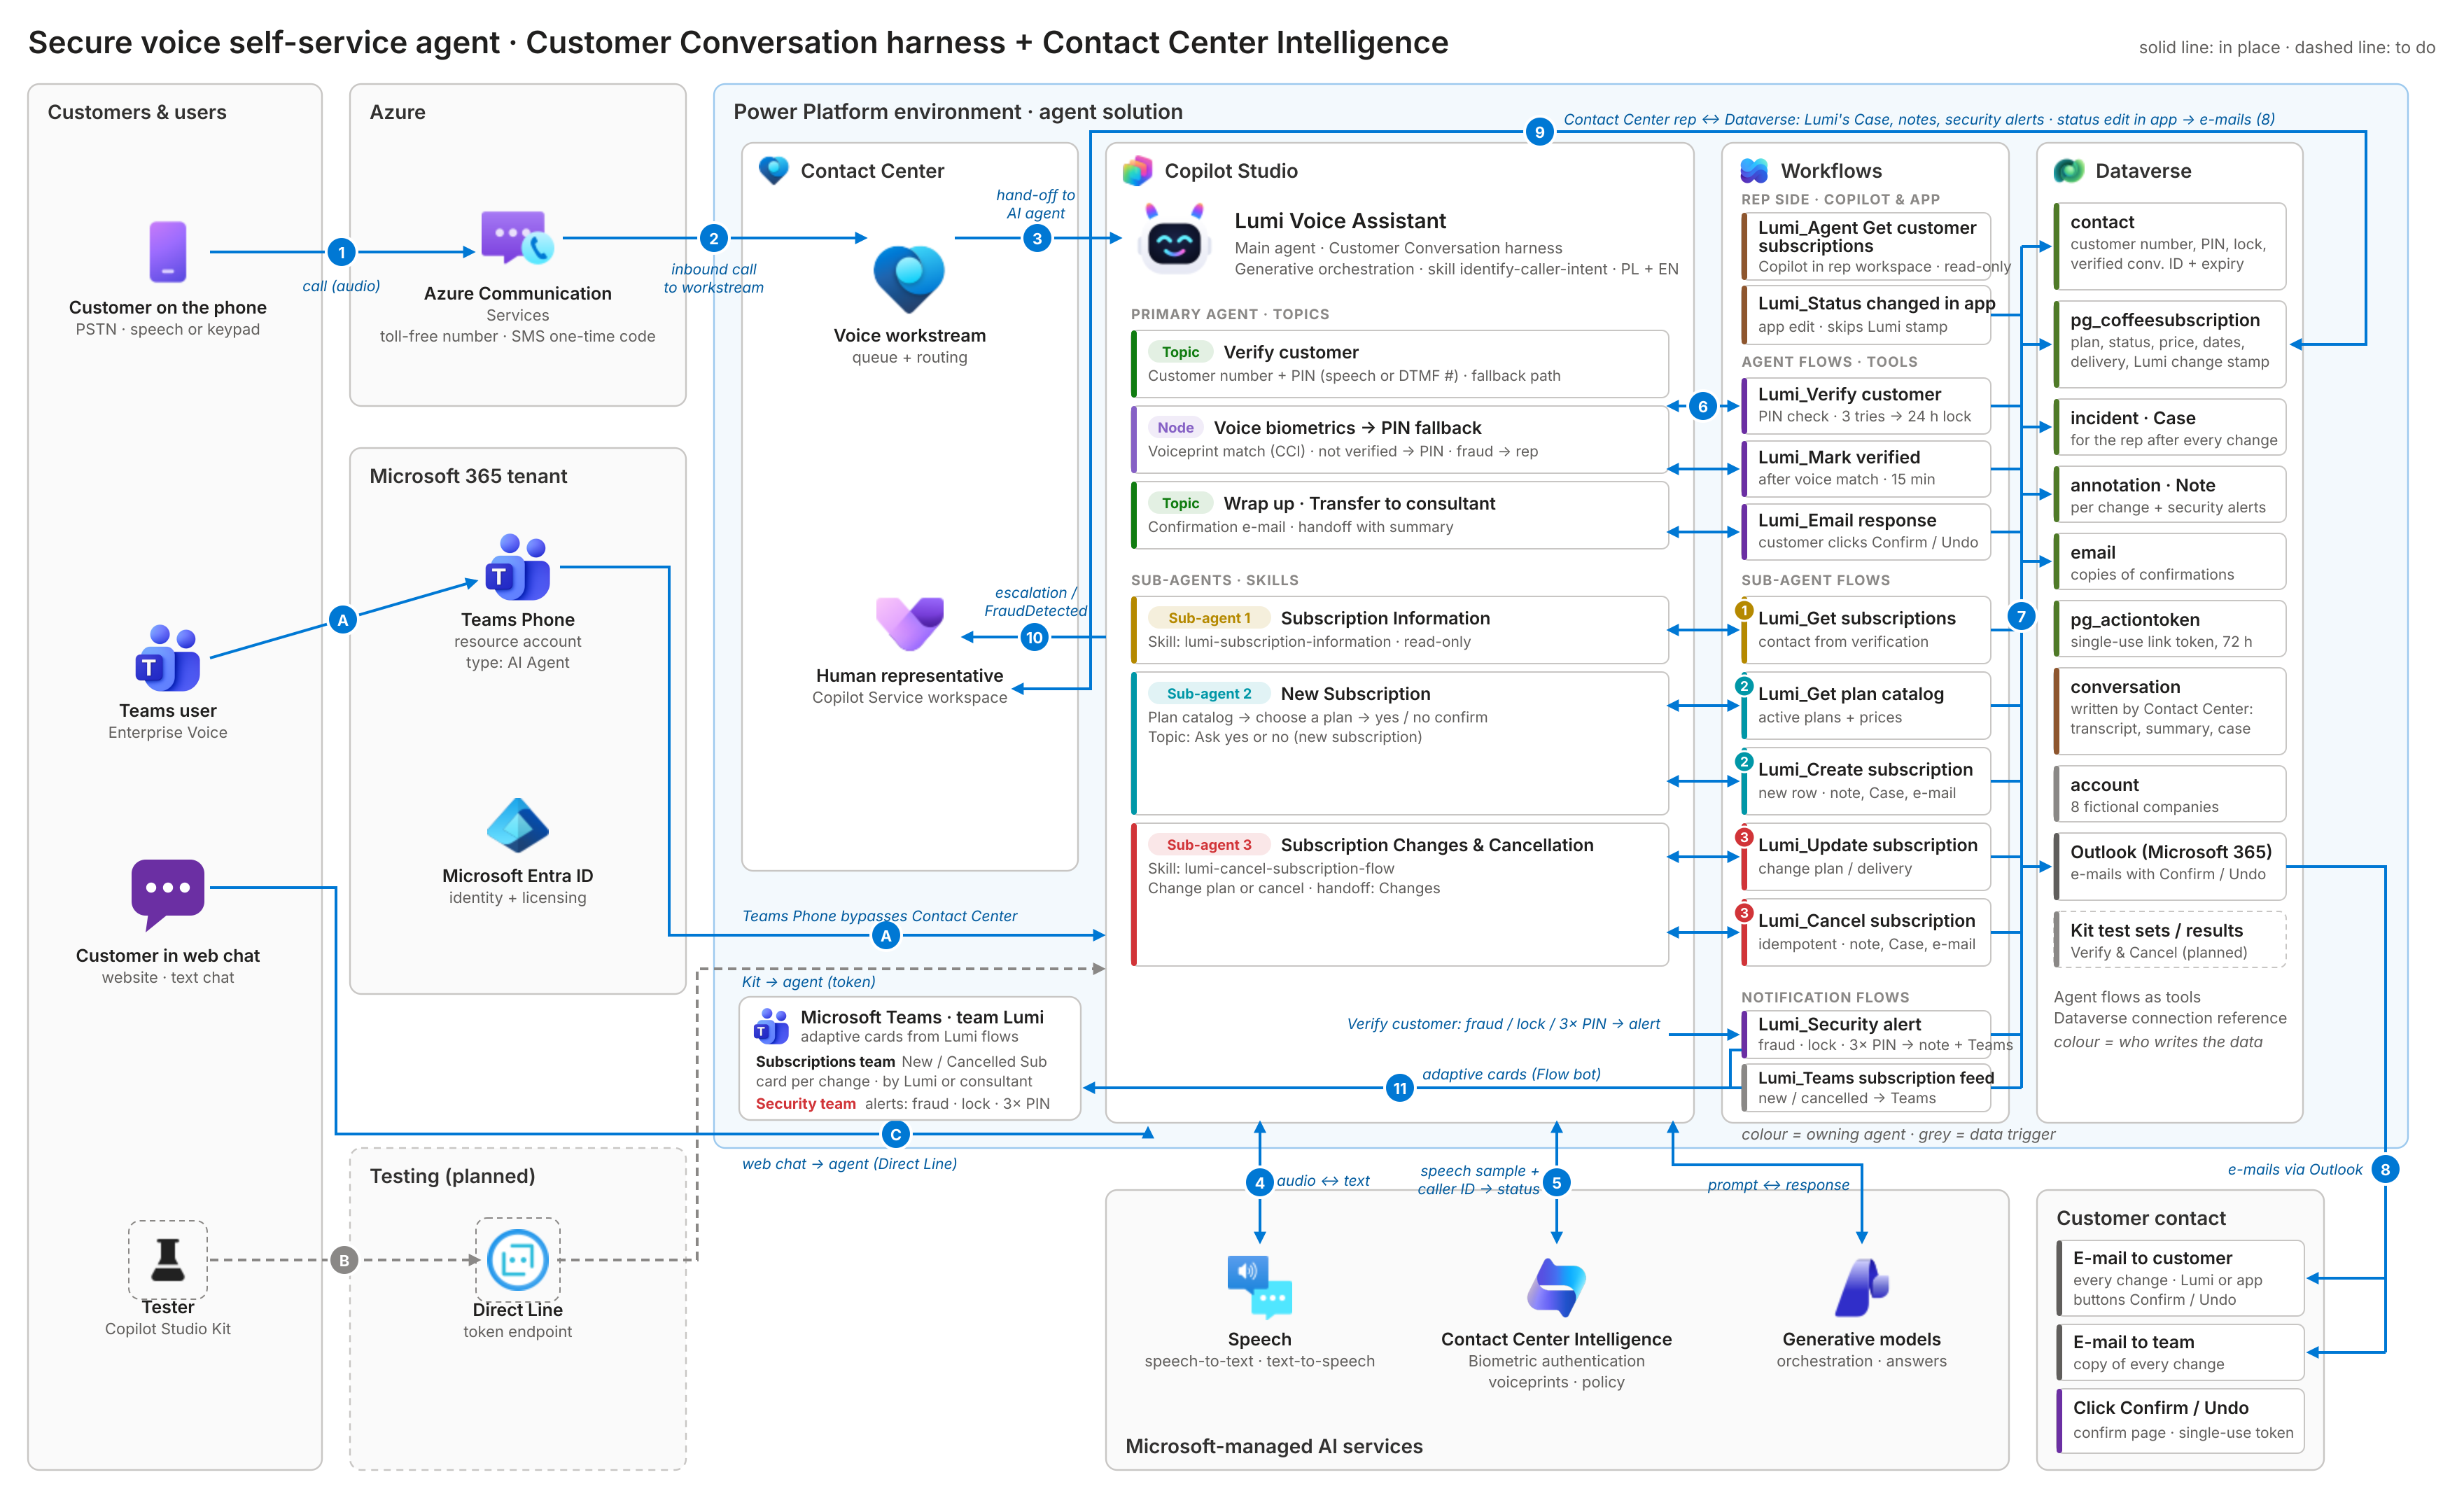 Secure voice self-service agent · Customer Conversation harness + Contact Center Intelligence
solid line: in place · dashed line: to do
Customers & users
Customer on the phone
PSTN · speech or keypad
Teams user
Enterprise Voice
Customer in web chat
website · text chat
Tester
Copilot Studio Kit
1
call (audio)
A
B
Azure
Azure Communication
Services
toll-free number · SMS one-time code
Microsoft 365 tenant
T
Teams Phone
resource account
type: AI Agent
Microsoft Entra ID
identity + licensing
Testing (planned)
Direct Line
token endpoint
2
inbound call
to workstream
Power Platform environment · agent solution
9
Contact Center rep ↔ Dataverse: Lumi's Case, notes, security alerts · status edit in app → e-mails (8)
Contact Center
hand-off to
AI agent
3
Voice workstream
queue + routing
escalation /
FraudDetected
10
Human representative
Copilot Service workspace
Teams Phone bypasses Contact Center
A
Kit → agent (token)
T
Microsoft Teams · team Lumi
adaptive cards from Lumi flows
Subscriptions team New / Cancelled Sub
card per change · by Lumi or consultant
Security team alerts: fraud · lock · 3× PIN
C
web chat → agent (Direct Line)
Copilot Studio
Lumi Voice Assistant
Main agent · Customer Conversation harness
Generative orchestration · skill identify-caller-intent · PL + EN
PRIMARY AGENT · TOPICS
Topic Verify customer
Customer number + PIN (speech or DTMF #) · fallback path
Node Voice biometrics → PIN fallback
Voiceprint match (CCI) · not verified → PIN · fraud → rep
Topic Wrap up · Transfer to consultant
Confirmation e-mail · handoff with summary
SUB-AGENTS · SKILLS
Sub-agent 1 Subscription Information
Skill: lumi-subscription-information · read-only
Sub-agent 2 New Subscription
Plan catalog → choose a plan → yes / no confirm
Topic: Ask yes or no (new subscription)
Sub-agent 3 Subscription Changes & Cancellation
Skill: lumi-cancel-subscription-flow
Change plan or cancel · handoff: Changes
Verify customer: fraud / lock / 3× PIN → alert
11
adaptive cards (Flow bot)
6
Workflows
REP SIDE · COPILOT & APP
Lumi_Agent Get customer
subscriptions
Copilot in rep workspace · read-only
Lumi_Status changed in app
app edit · skips Lumi stamp
AGENT FLOWS · TOOLS
Lumi_Verify customer
PIN check · 3 tries → 24 h lock
Lumi_Mark verified
after voice match · 15 min
Lumi_Email response
customer clicks Confirm / Undo
SUB-AGENT FLOWS
1
Lumi_Get subscriptions
contact from verification
2
Lumi_Get plan catalog
active plans + prices
2
Lumi_Create subscription
new row · note, Case, e-mail
3
Lumi_Update subscription
change plan / delivery
3
Lumi_Cancel subscription
idempotent · note, Case, e-mail
NOTIFICATION FLOWS
Lumi_Security alert
fraud · lock · 3× PIN → note + Teams
Lumi_Teams subscription feed
new / cancelled → Teams
colour = owning agent · grey = data trigger
7
Dataverse
contact
customer number, PIN, lock,
verified conv. ID + expiry
pg_coffeesubscription
plan, status, price, dates,
delivery, Lumi change stamp
incident · Case
for the rep after every change
annotation · Note
per change + security alerts
email
copies of confirmations
pg_actiontoken
single-use link token, 72 h
conversation
written by Contact Center:
transcript, summary, case
account
8 fictional companies
Outlook (Microsoft 365)
e-mails with Confirm / Undo
Kit test sets / results
Verify & Cancel (planned)
Agent flows as tools
Dataverse connection reference
colour = who writes the data
4
audio ↔ text
speech sample +
caller ID → status
5
prompt ↔ response
e-mails via Outlook
8
Speech
speech-to-text · text-to-speech
Contact Center Intelligence
Biometric authentication
voiceprints · policy
Generative models
orchestration · answers
Microsoft-managed AI services
Customer contact
E-mail to customer
every change · Lumi or app
buttons Confirm / Undo
E-mail to team
copy of every change
Click Confirm / Undo
confirm page · single-use token
T